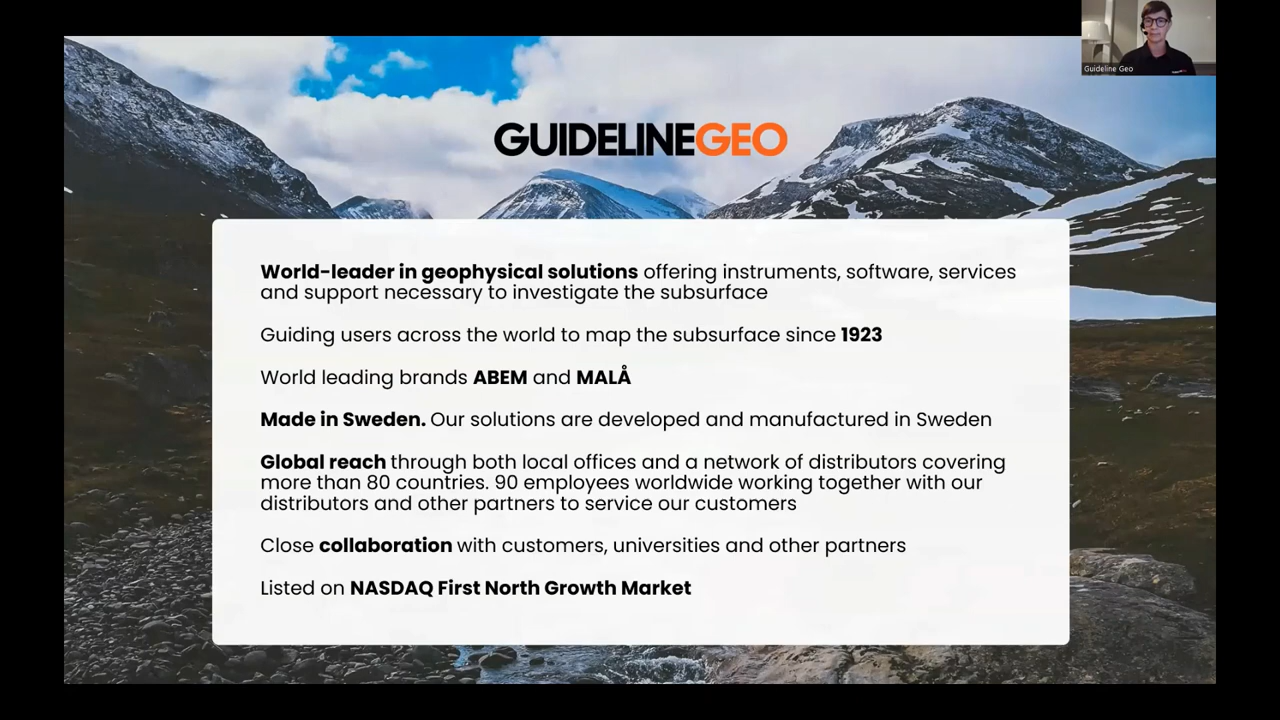 Guideline Geo
GUIDELINEGEO
World-leader in geophysical solutions offering instruments, software, services
and support necessary to investigate the subsurface
Guiding users across the world to map the subsurface since 1923
World leading brands ABEM and MALÅ
Made in Sweden. Our solutions are developed and manufactured in Sweden
Global reach through both local offices and a network of distributors covering
more than 80 countries. 90 employees worldwide working together with our
distributors and other partners to service our customers
Close collaboration with customers, universities and other partners
Listed on NASDAQ First North Growth Market